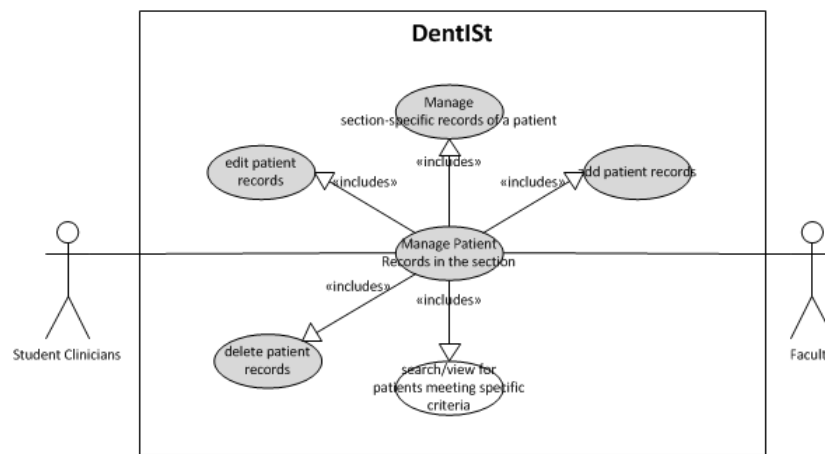 DentISt
Manage
section-specific records of a patient
edit patient
records
«includes»
«includes»
«includes»
dd patient records
Manage Patient
Records in the section
«includes»
«includes»
Student Clinicians
Facult
delete patient
records
search/view for
patients meeting specific
criteria